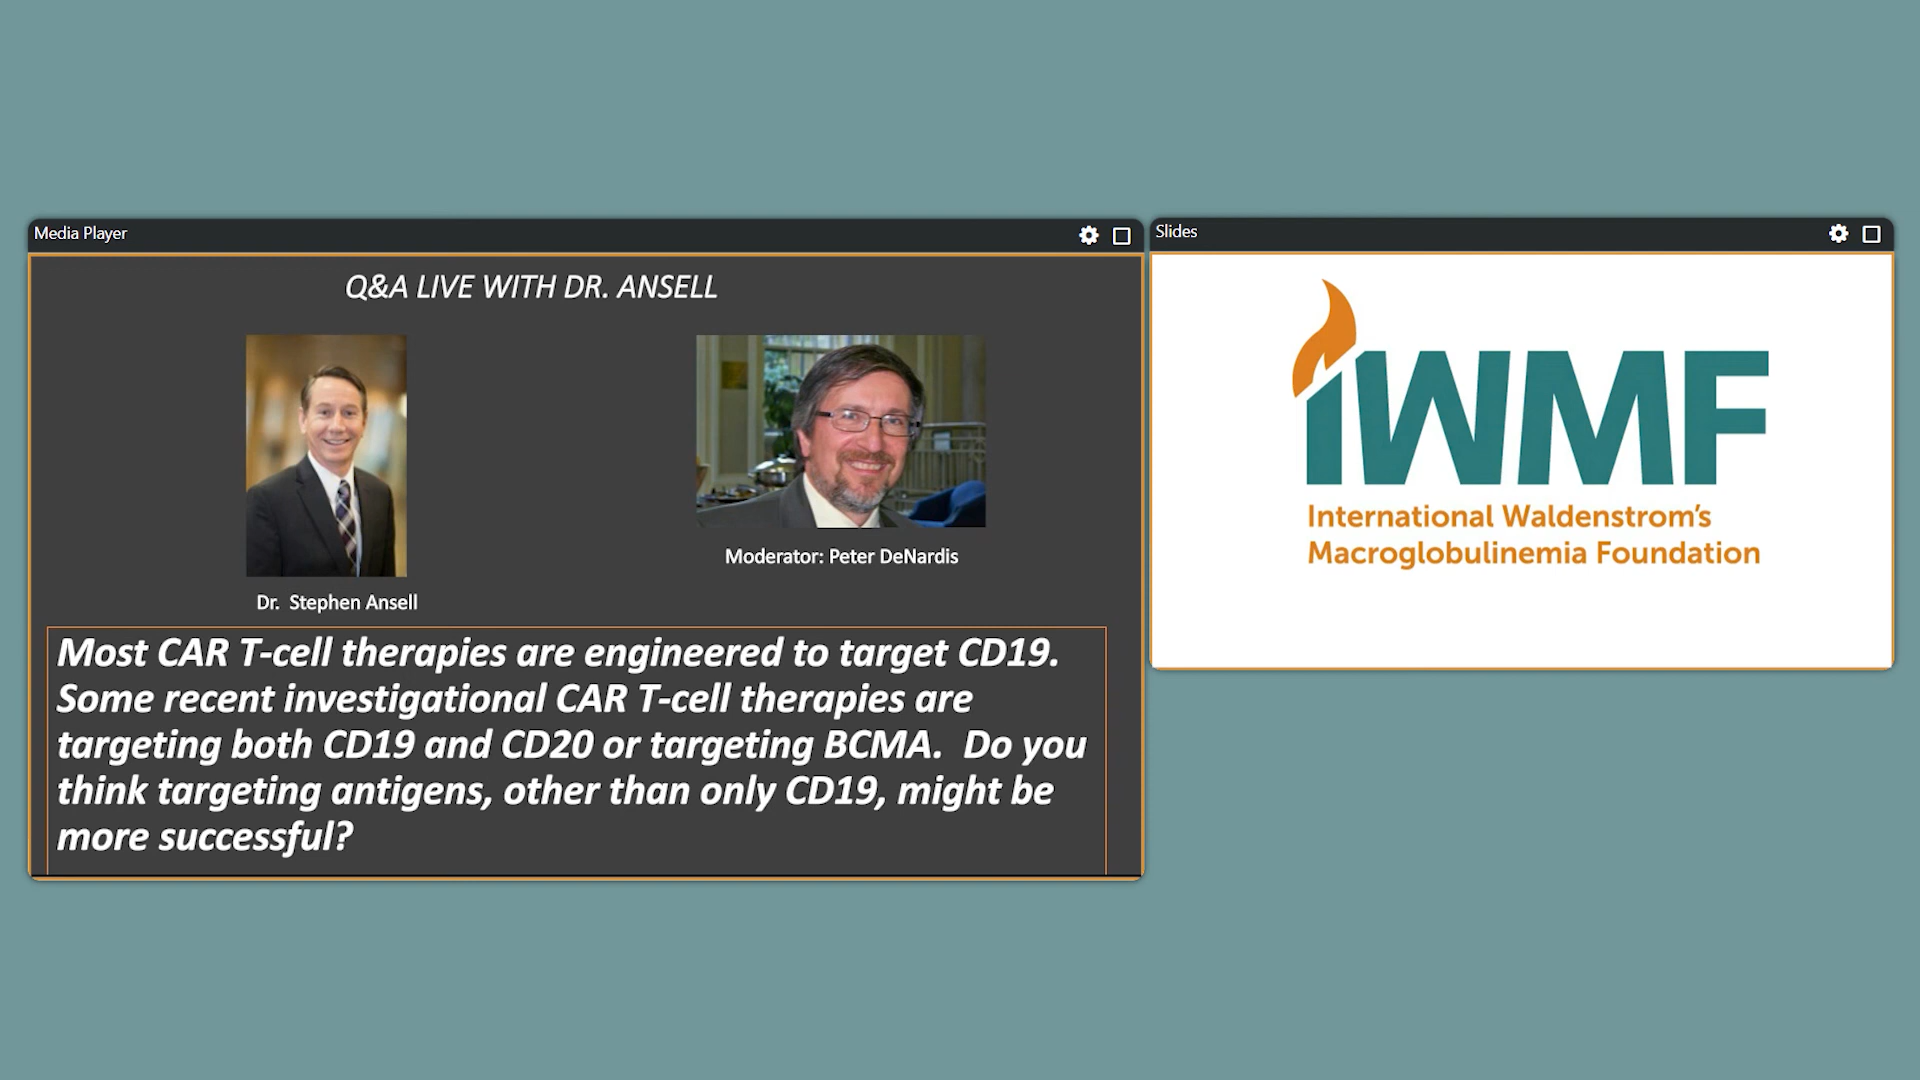 Media Player
Q&A LIVE WITH DR. ANSELL
Dr. Stephen Ansell
Moderator: Peter DeNardis
Most CAR T-cell therapies are engineered to target CD19.
Some recent investigational CAR T-cell therapies are
targeting both CD19 and CD20 or targeting BCMA. Do you
think targeting antigens, other than only CD19, might be
more successful?
Slides
IWMF
International Waldenstrom's
Macroglobulinemia Foundation